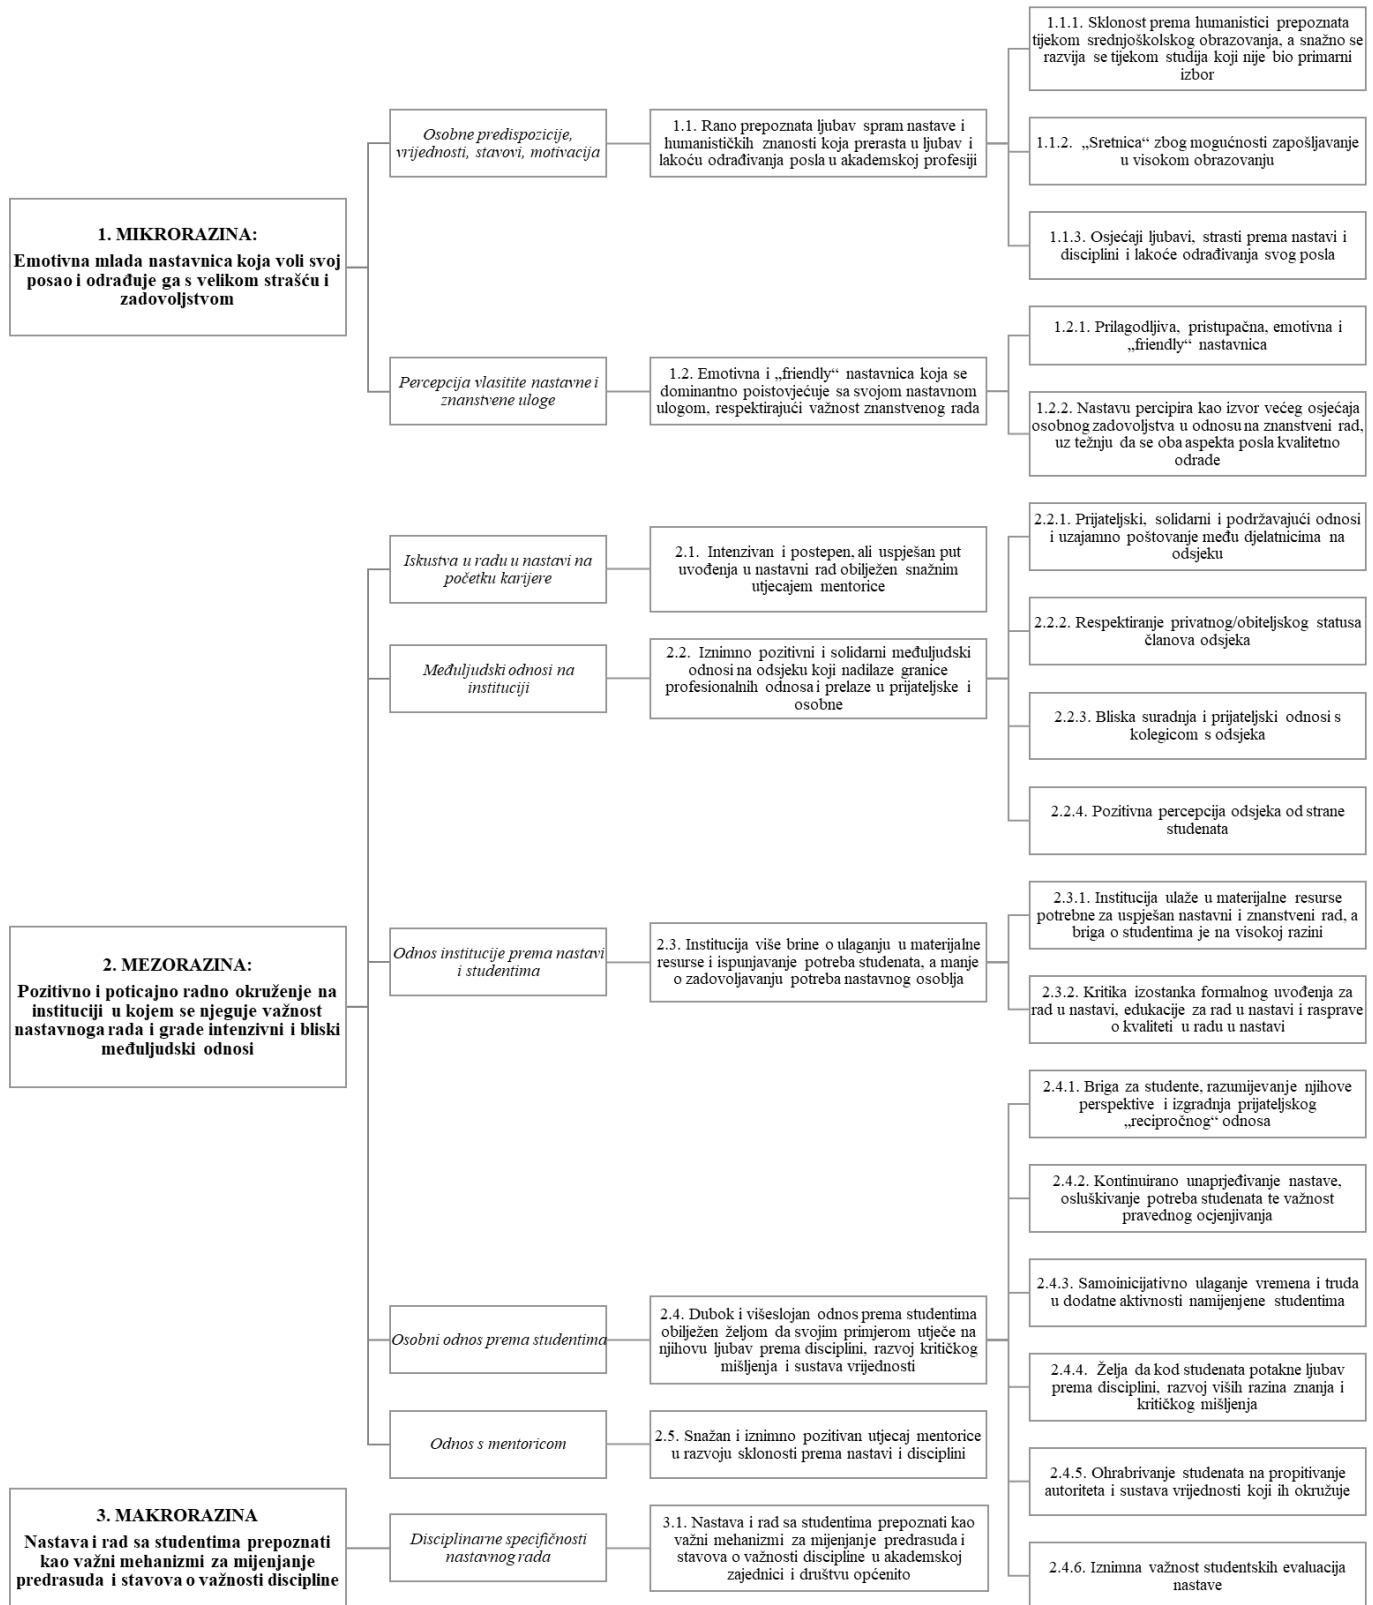 1. MIKRORAZINA:
Emotivna mlada nastavnica koja voli svoj
posao i odrađuje ga s velikom strašću i
zadovoljstvom
Osobne predispozicije,
vrijednosti, stavovi, motivacija
1.1. Rano prepoznata ljubav spram nastave i
humanističkih znanosti koja prerasta u ljubav i
lakoću odrađivanja posla u akademskoj profesiji
1.1.1. Sklonost prema humanistici prepoznata
tijekom srednjoškolskog obrazovanja, a snažno se
razvija se tijekom studija koji nije bio primarni
izbor
1.1.2. „Sretnica“ zbog mogućnosti zapošljavanje
u visokom obrazovanju
1.1.3. Osjećaji ljubavi, strasti prema nastavi i
disciplini i lakoće odrađivanja svog posla
Percepcija vlasitite nastavne i
znanstvene uloge
1.2. Emotivna i „friendly“ nastavnica koja se
dominantno poistovjećuje sa svojom nastavnom
ulogom, respektirajući važnost znanstvenog rada
1.2.1. Prilagodljiva, pristupačna, emotivna i
„friendly“ nastavnica
1.2.2. Nastavu percipira kao izvor većeg osjećaja
osobnog zadovoljstva u odnosu na znanstveni rad,
uz težnju da se oba aspekta posla kvalitetno
odrade
2. MEZORAZINA:
Pozitivno i poticajno radno okruženje na
instituciji u kojem se njeguje važnost
nastavnoga rada i grade intenzivni i bliski
međuljudski odnosi
Iskustva u radu u nastavi na
početku karijere
2.1. Intenzivan i postepen, ali uspješan put
uvođenja u nastavni rad obilježen snažnim
utjecajem mentorice
Međuljudski odnosi na
instituciji
2.2. Iznimno pozitivni i solidarni međuljudski
odnosi na odsjeku koji nadilaze granice
profesionalnih odnosa i prelaze u prijateljske i
osobne
2.2.1. Prijateljski, solidarni i podržavajući odnosi
i uzajamno poštovanje među djelatnicima na
odsjeku
2.2.2. Respektiranje privatnog/obiteljskog statusa
članova odsjeka
2.2.3. Bliska suradnja i prijateljski odnosi s
kolegicom s odsjeka
2.2.4. Pozitivna percepcija odsjeka od strane
studenata
Odnos institucije prema nastavi
i studentima
2.3. Institucija više brine o ulaganju u materijalne
resurse i ispunjavanje potreba studenata, a manje
o zadovoljavanju potreba nastavnog osoblja
2.3.1. Institucija ulaže u materijalne resurse
potrebne za uspješan nastavni i znanstveni rad, a
briga o studentima je na visokoj razini
2.3.2. Kritika izostanka formalnog uvođenja za
rad u nastavi, edukacije za rad u nastavi i rasprave
o kvaliteti u radu u nastavi
Osobni odnos prema studentima
2.4. Dubok i višeslojan odnos prema studentima
obilježen željom da svojim primjerom utječe na
njihovu ljubav prema disciplini, razvoj kritičkog
mišljenja i sustava vrijednosti
2.4.1. Briga za studente, razumijevanje njihove
perspektive i izgradnja prijateljskog
„recipročnog“ odnosa
2.4.2. Kontinuirano unaprjeđivanje nastave,
osluškivanje potreba studenata te važnost
pravednog ocjenjivanja
2.4.3. Samoinicijativno ulaganje vremena i truda
u dodatne aktivnosti namijenjene studentima
2.4.4. Želja da kod studenata potakne ljubav
prema disciplini, razvoj viših razina znanja i
kritičkog mišljenja
2.4.5. Ohrabrivanje studenata na propitivanje
autoriteta i sustava vrijednosti koji ih okružuje
2.4.6. Iznimna važnost studentskih evaluacija
nastave
Odnos s mentoricom
2.5. Snažan i iznimno pozitivan utjecaj mentorice
u razvoju sklonosti prema nastavi i disciplini
3. MAKRORAZINA
Nastava i rad sa studentima prepoznati
kao važni mehanizmi za mijenjanje
predrasuda i stavova o važnosti discipline
Disciplinarne specifičnosti
nastavnog rada
3.1. Nastava i rad sa studentima prepoznati kao
važni mehanizmi za mijenjanje predrasuda i
stavova o važnosti discipline u akademskoj
zajednici i društvu općenito